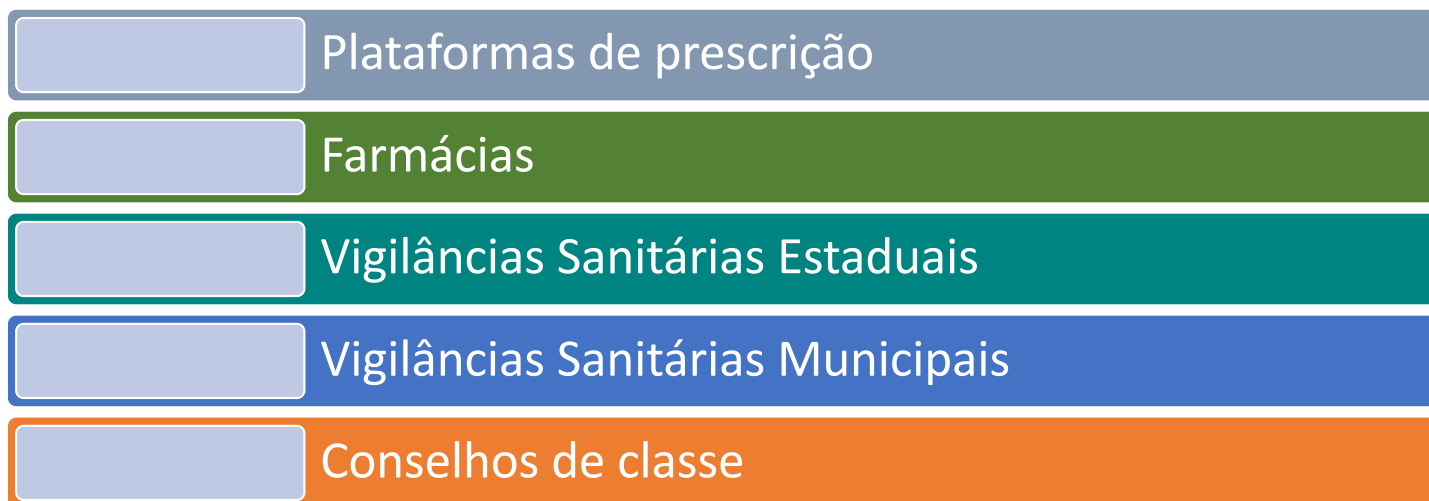 Plataformas de prescrição
Farmácias
Vigilâncias Sanitárias Estaduais
Vigilâncias Sanitárias Municipais
Conselhos de classe